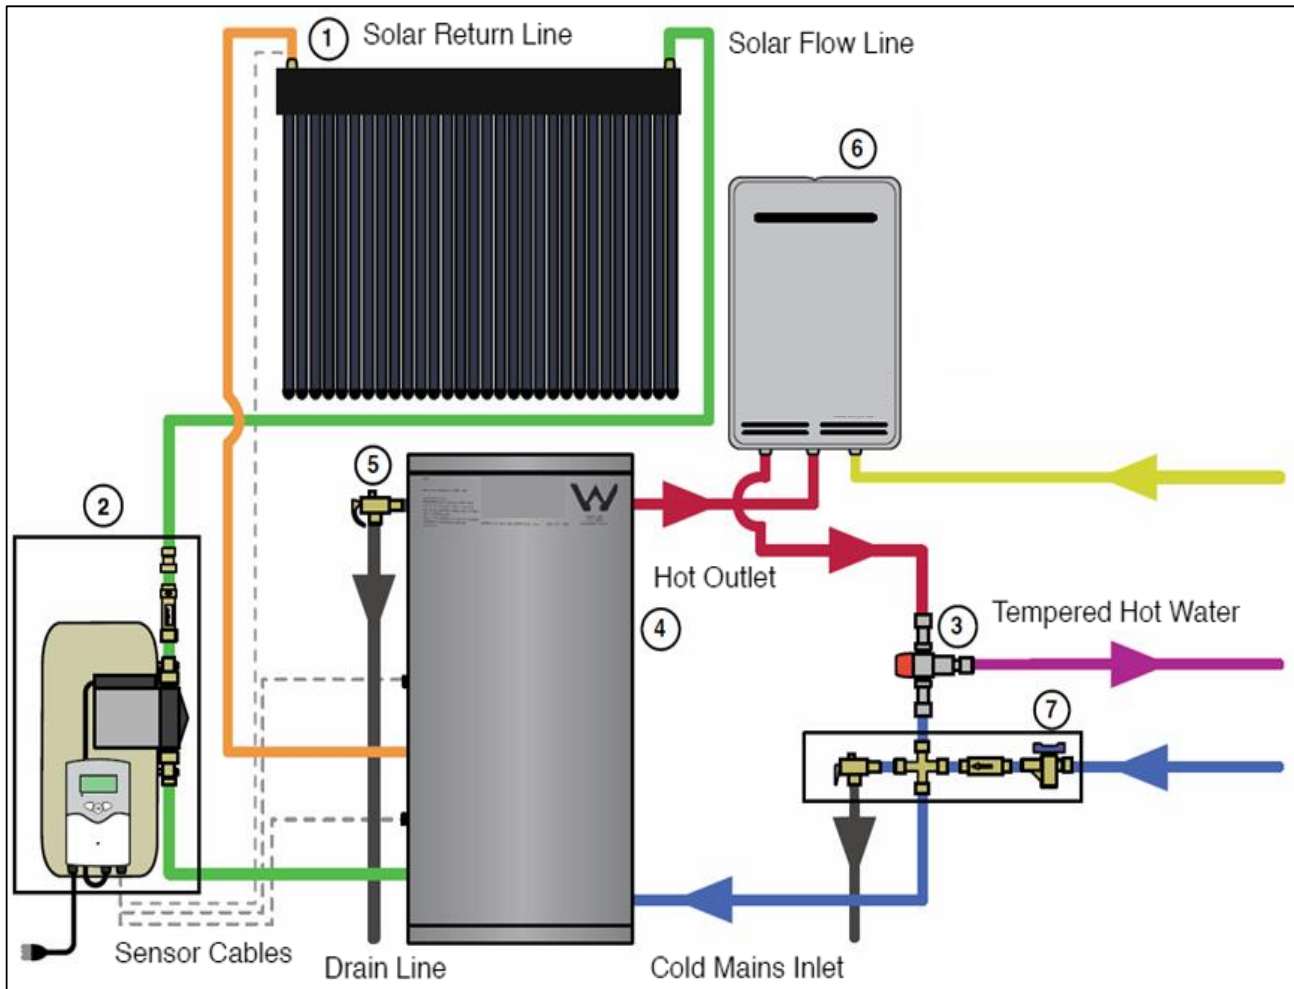 1 Solar Return Line
Solar Flow Line
6
5
2
Hot Outlet
4
3
Tempered Hot Water
7
Sensor Cables
Drain Line
Cold Mains Inlet